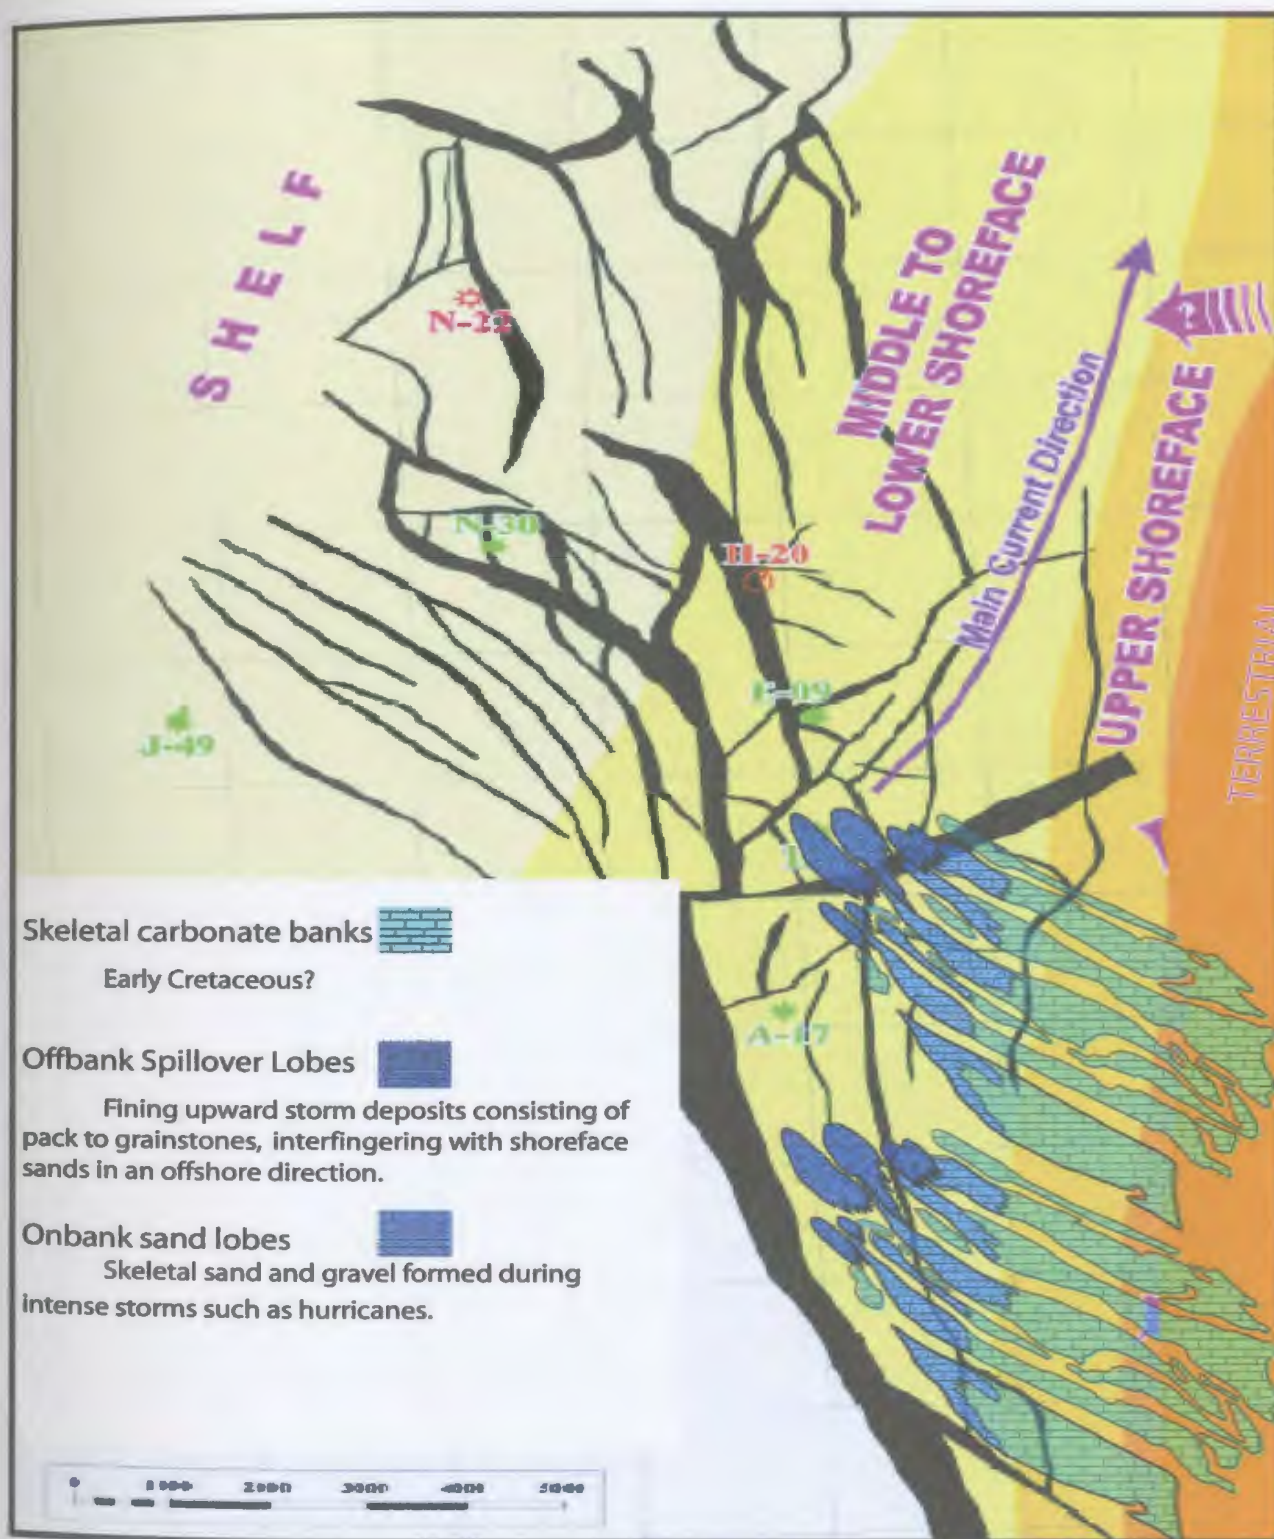 SHELF
MIDDLE TO
LOWER SHOREFACE
Main Current Direction
UPPER SHOREFACE
TERRESTRIAL
N-22
N-30
H-20
J-49
A-17
Skeletal carbonate banks
Early Cretaceous?
Offbank Spillover Lobes
Fining upward storm deposits consisting of
pack to grainstones, interfingering with shoreface
sands in an offshore direction.
Onbank sand lobes
Skeletal sand and gravel formed during
intense storms such as hurricanes.
0 1000 2000 3000 4000 5000